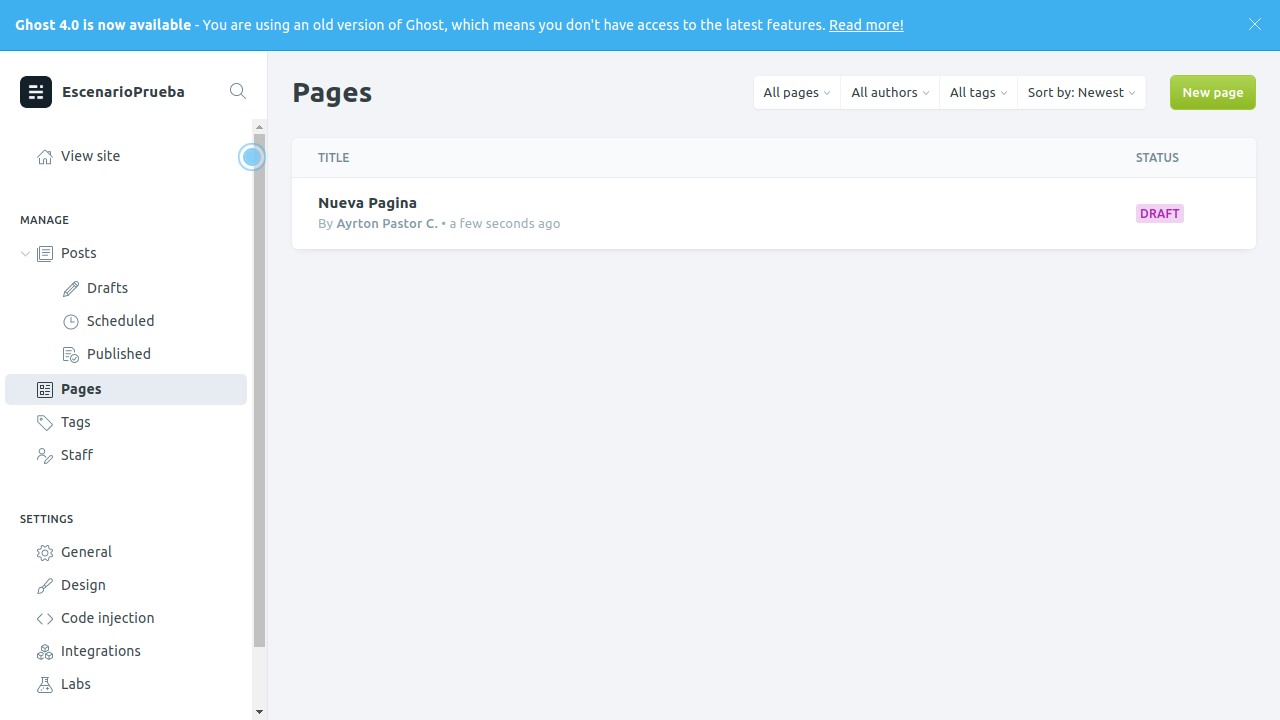 Ghost 4.0 is now available - You are using an old version of Ghost, which means you don't have access to the latest features. Read more!
EscenarioPrueba
View site
MANAGE
Posts
Drafts
Scheduled
Published
Pages
Tags
Staff
SETTINGS
General
Design
Code injection
Integrations
Labs
Pages
All pages All authors All tags Sort by: Newest New page
TITLE STATUS
Nueva Pagina
By Ayrton Pastor C. • a few seconds ago
DRAFT